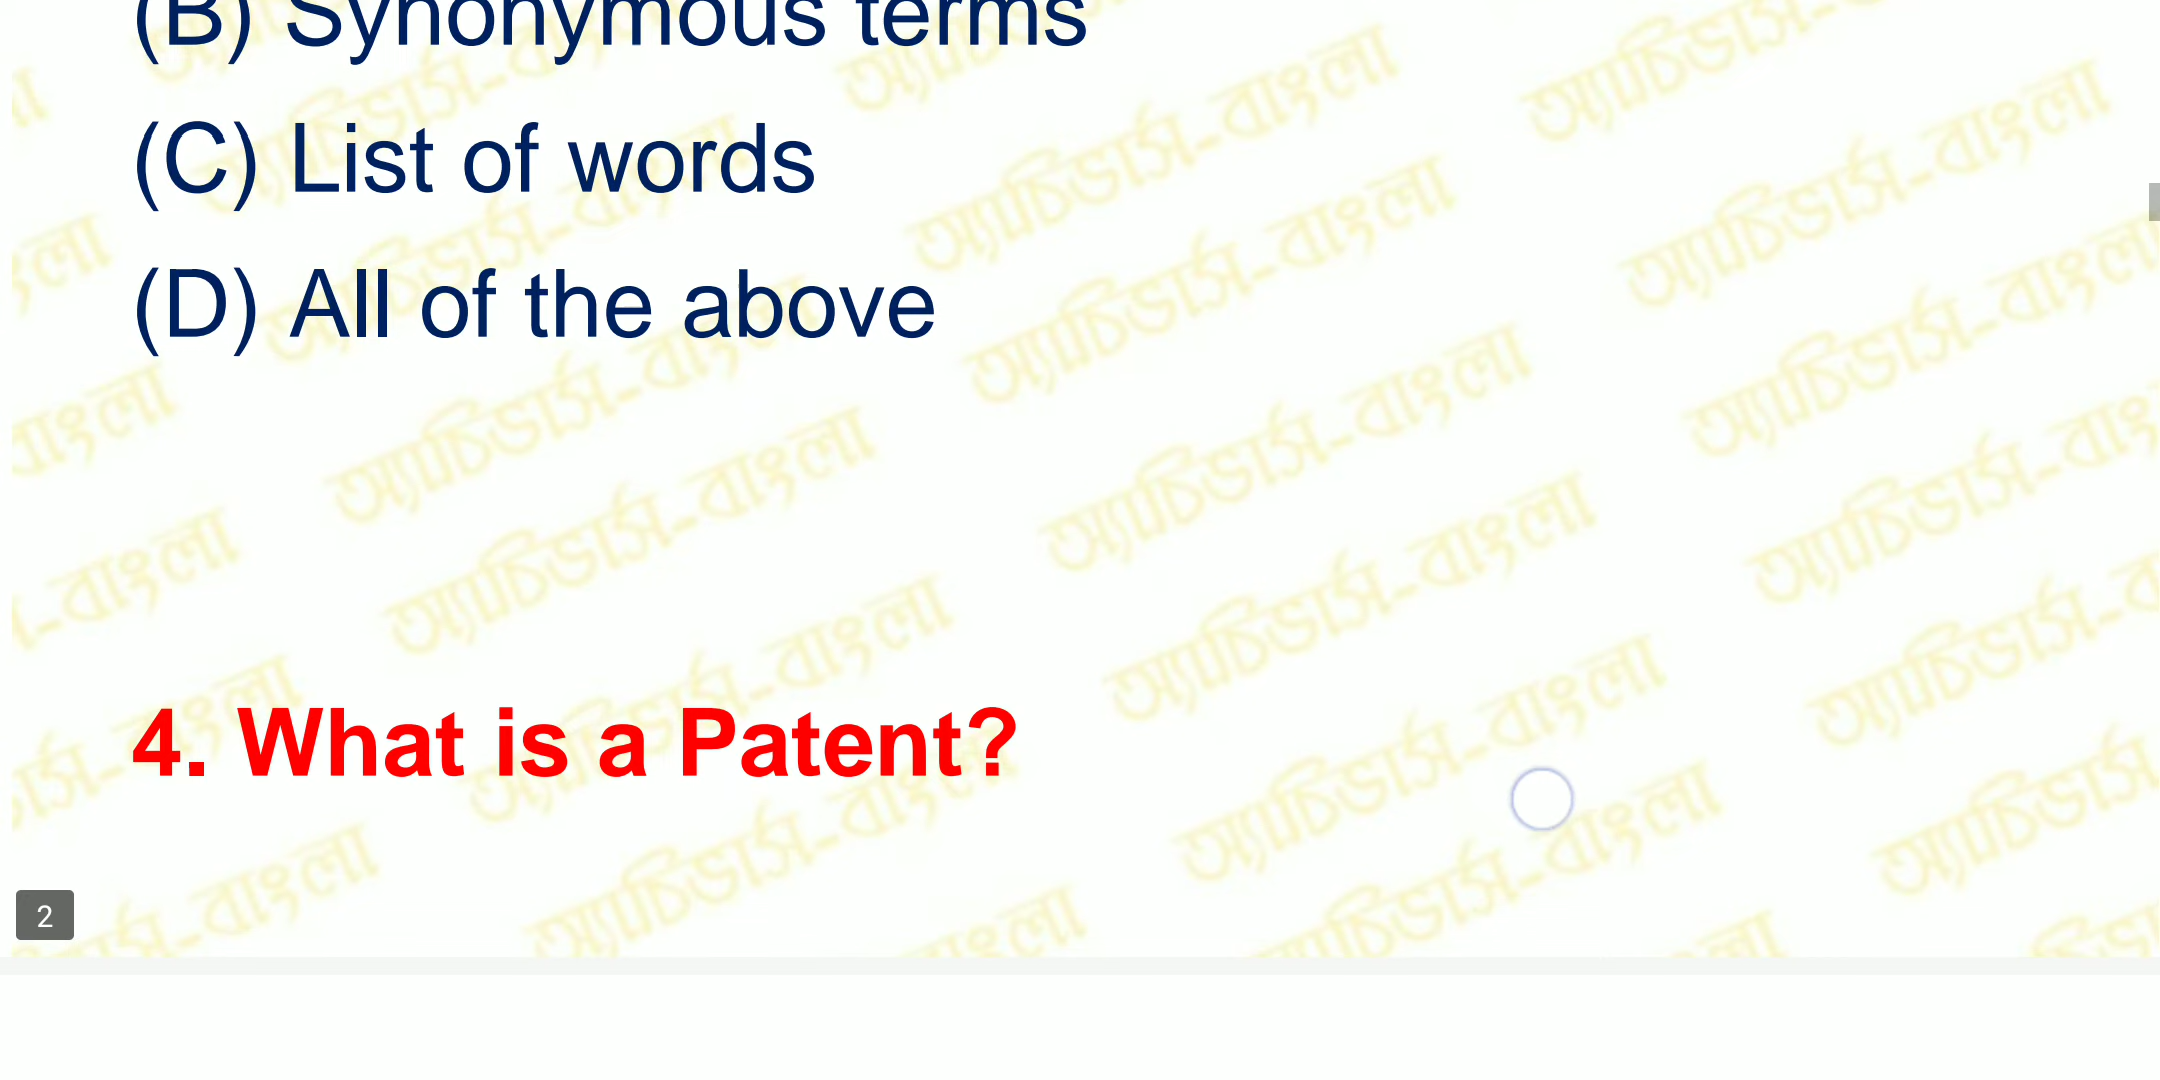 (B) Synonymous terms
(C) List of words
(D) All of the above
4. What is a Patent?
2
অ্যাচিভার্স-বাংলা